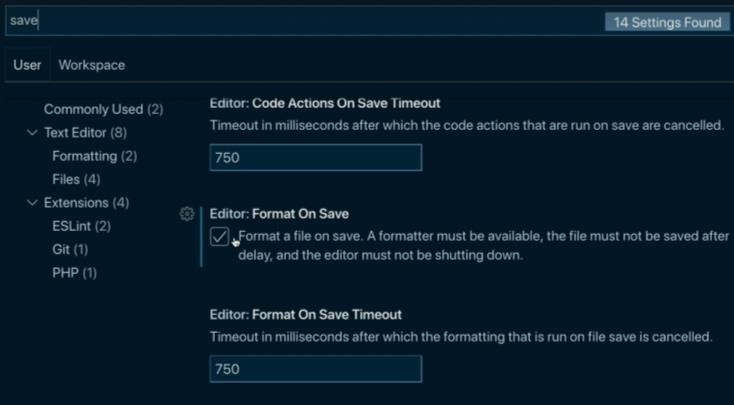 save
14 Settings Found
User
Workspace
Commonly Used (2)
Text Editor (8)
Formatting (2)
Files (4)
Extensions (4)
ESLint (2)
Git (1)
PHP (1)
Editor: Code Actions On Save Timeout
Timeout in milliseconds after which the code actions that are run on save are cancelled.
750
Editor: Format On Save
Format a file on save. A formatter must be available, the file must not be saved after
delay, and the editor must not be shutting down.
Editor: Format On Save Timeout
Timeout in milliseconds after which the formatting that is run on file save is cancelled.
750